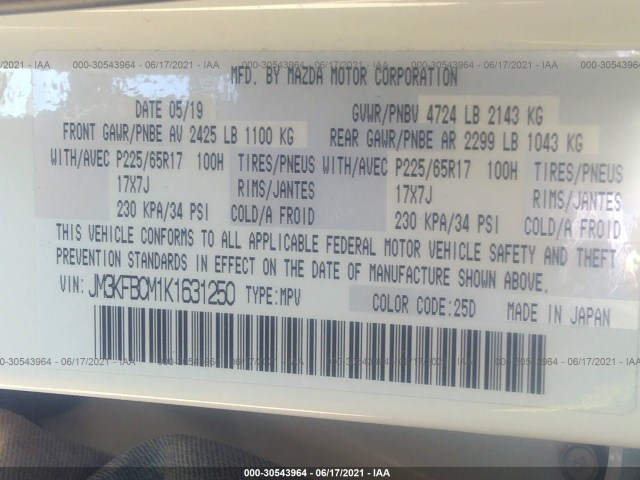 000-30543964 - 06/17/2021 - IAA 000-30543964 - 06/17/2021 - IAA
MFD. BY MAZDA MOTOR CORPORATION
DATE 05/19 GVWR/PNBV 4724 LB 2143 KG
FRONT GAWR/PNBE AV 2425 LB 1100 KG REAR GAWR/PNBE AR 2299 LB 1043 KG
WITH/AVEC P225/65R17 100H TIRES/PNEUS WITH/AVEC P225/65R17 100H TIRES/PNEUS
17X7J RIMS/JANTES 17X7J RIMS/JANTES
230 KPA/34 PSI COLD/A FROID 230 KPA/34 PSI COLD/A FROID
THIS VEHICLE CONFORMS TO ALL APPLICABLE FEDERAL MOTOR VEHICLE SAFETY AND THEFT
PREVENTION STANDARDS IN EFFECT ON THE DATE OF MANUFACTURE SHOWN ABOVE.
VIN: JM3KFBCM1K1631250 TYPE:MPV COLOR CODE:25D MADE IN JAPAN
00-30543964 - 06/17/2021 - IAA 000-30543964 - 06/17/2021 - IAA 000-30543964 - 06/17/2021 - IA
000-30543964 - 06/17/2021 - IAA